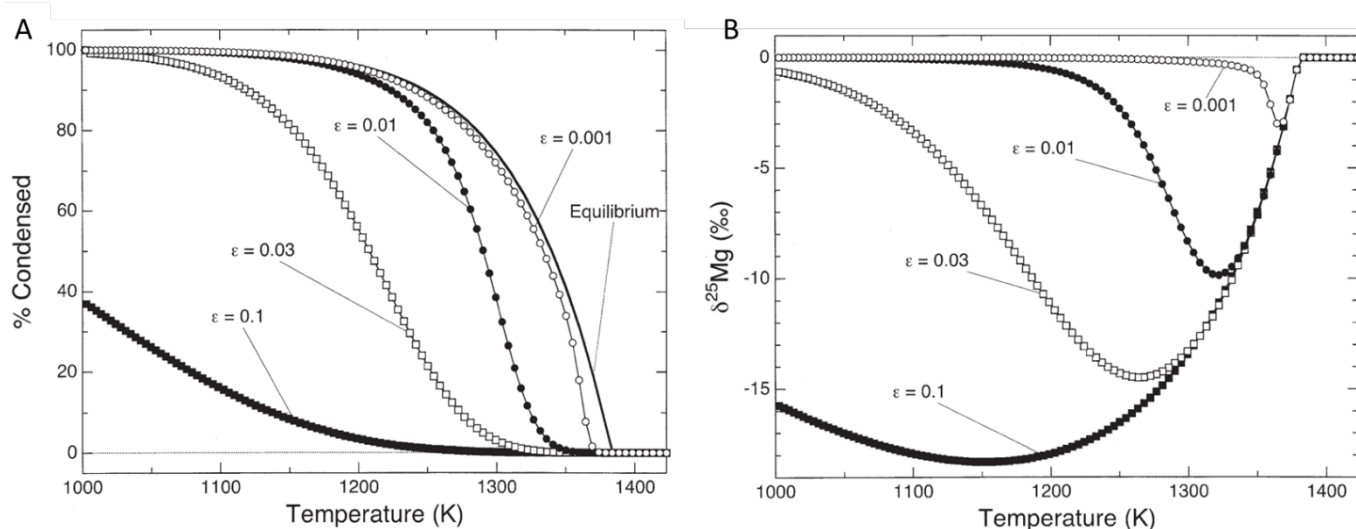 A
% Condensed
100
80
60
40
20
0
ε = 0.01
ε = 0.001
Equilibrium
ε = 0.03
ε = 0.1
1000 1100 1200 1300 1400
Temperature (K)
B
δ²⁵Mg (‰)
0
-5
-10
-15
ε = 0.001
ε = 0.01
ε = 0.03
ε = 0.1
1000 1100 1200 1300 1400
Temperature (K)